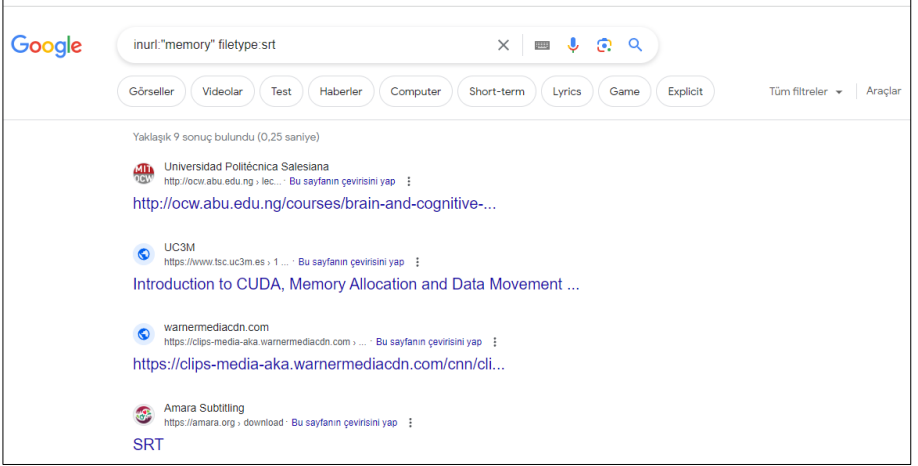 Google
inurl:"memory" filetype:srt
Görseller Videolar Test Haberler Computer Short-term Lyrics Game Explicit Tüm filtreler Araçlar
Yaklaşık 9 sonuç bulundu (0,25 saniye)
MIT OCW
Universidad Politécnica Salesiana
http://ocw.abu.edu.ng › lec... · Bu sayfanın çevirisini yap
http://ocw.abu.edu.ng/courses/brain-and-cognitive-...
UC3M
https://www.tsc.uc3m.es › 1 ... · Bu sayfanın çevirisini yap
Introduction to CUDA, Memory Allocation and Data Movement ...
warnermediacdn.com
https://clips-media-aka.warnermediacdn.com › ... · Bu sayfanın çevirisini yap
https://clips-media-aka.warnermediacdn.com/cnn/cli...
Amara Subtitling
https://amara.org › download · Bu sayfanın çevirisini yap
SRT